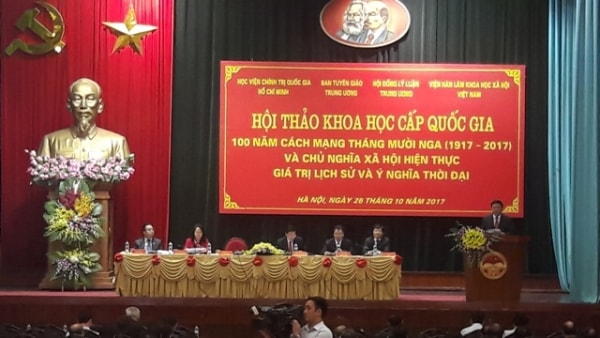 HỌC VIỆN CHÍNH TRỊ QUỐC GIA
HỒ CHÍ MINH
BAN TUYÊN GIÁO
TRUNG ƯƠNG
HỘI ĐỒNG LÝ LUẬN
TRUNG ƯƠNG
VIỆN HÀN LÂM KHOA HỌC XÃ HỘI
VIỆT NAM
HỘI THẢO KHOA HỌC CẤP QUỐC GIA
100 NĂM CÁCH MẠNG THÁNG MƯỜI NGA (1917 - 2017)
VÀ CHỦ NGHĨA XÃ HỘI HIỆN THỰC
GIÁ TRỊ LỊCH SỬ VÀ Ý NGHĨA THỜI ĐẠI
HÀ NỘI, NGÀY 26 THÁNG 10 NĂM 2017